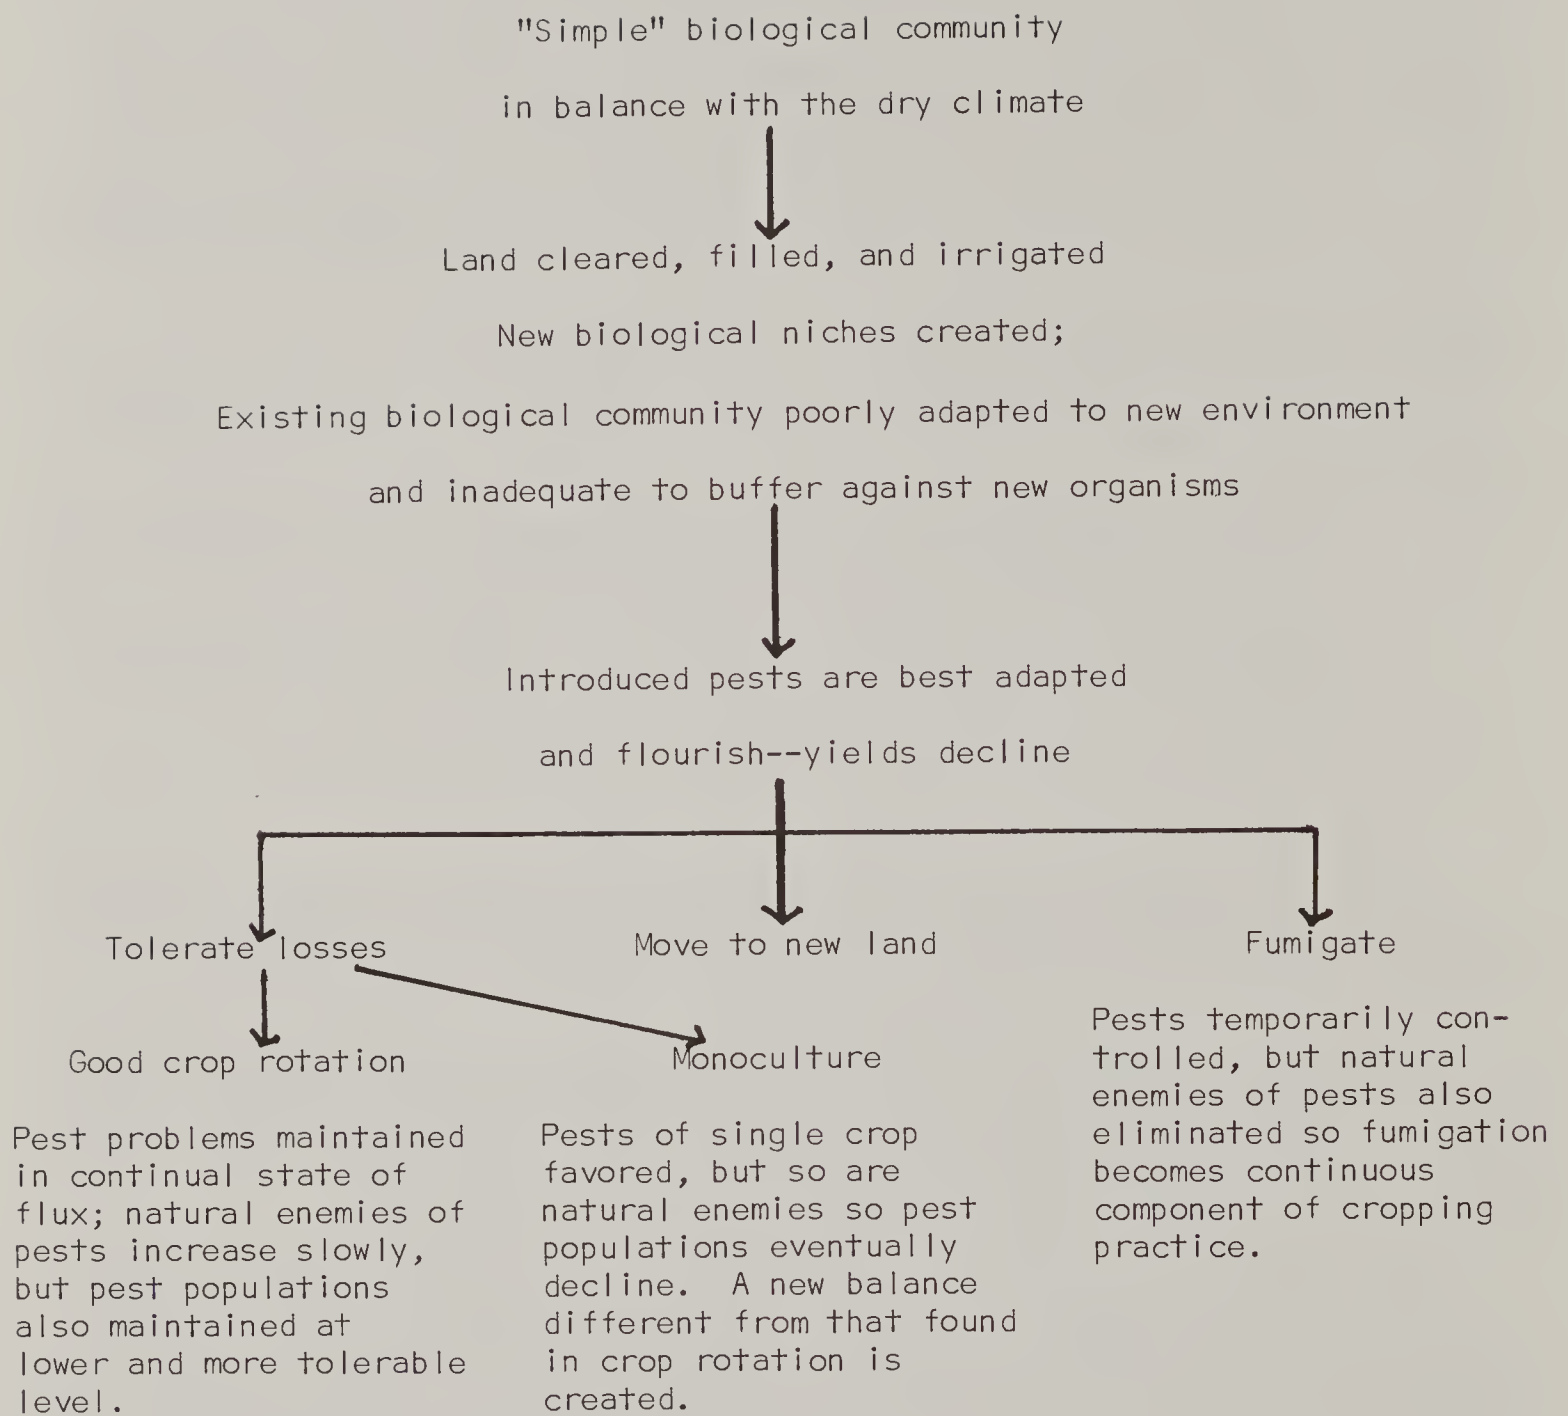 "Simple" biological community
in balance with the dry climate
Land cleared, filled, and irrigated
New biological niches created;
Existing biological community poorly adapted to new environment
and inadequate to buffer against new organisms
Introduced pests are best adapted
and flourish--yields decline
Tolerate losses
Move to new land
Fumigate
Good crop rotation
Pest problems maintained
in continual state of
flux; natural enemies of
pests increase slowly,
but pest populations
also maintained at
lower and more tolerable
level.
Monoculture
Pests of single crop
favored, but so are
natural enemies so pest
populations eventually
decline. A new balance
different from that found
in crop rotation is
created.
Pests temporarily con-
trolled, but natural
enemies of pests also
eliminated so fumigation
becomes continuous
component of cropping
practice.